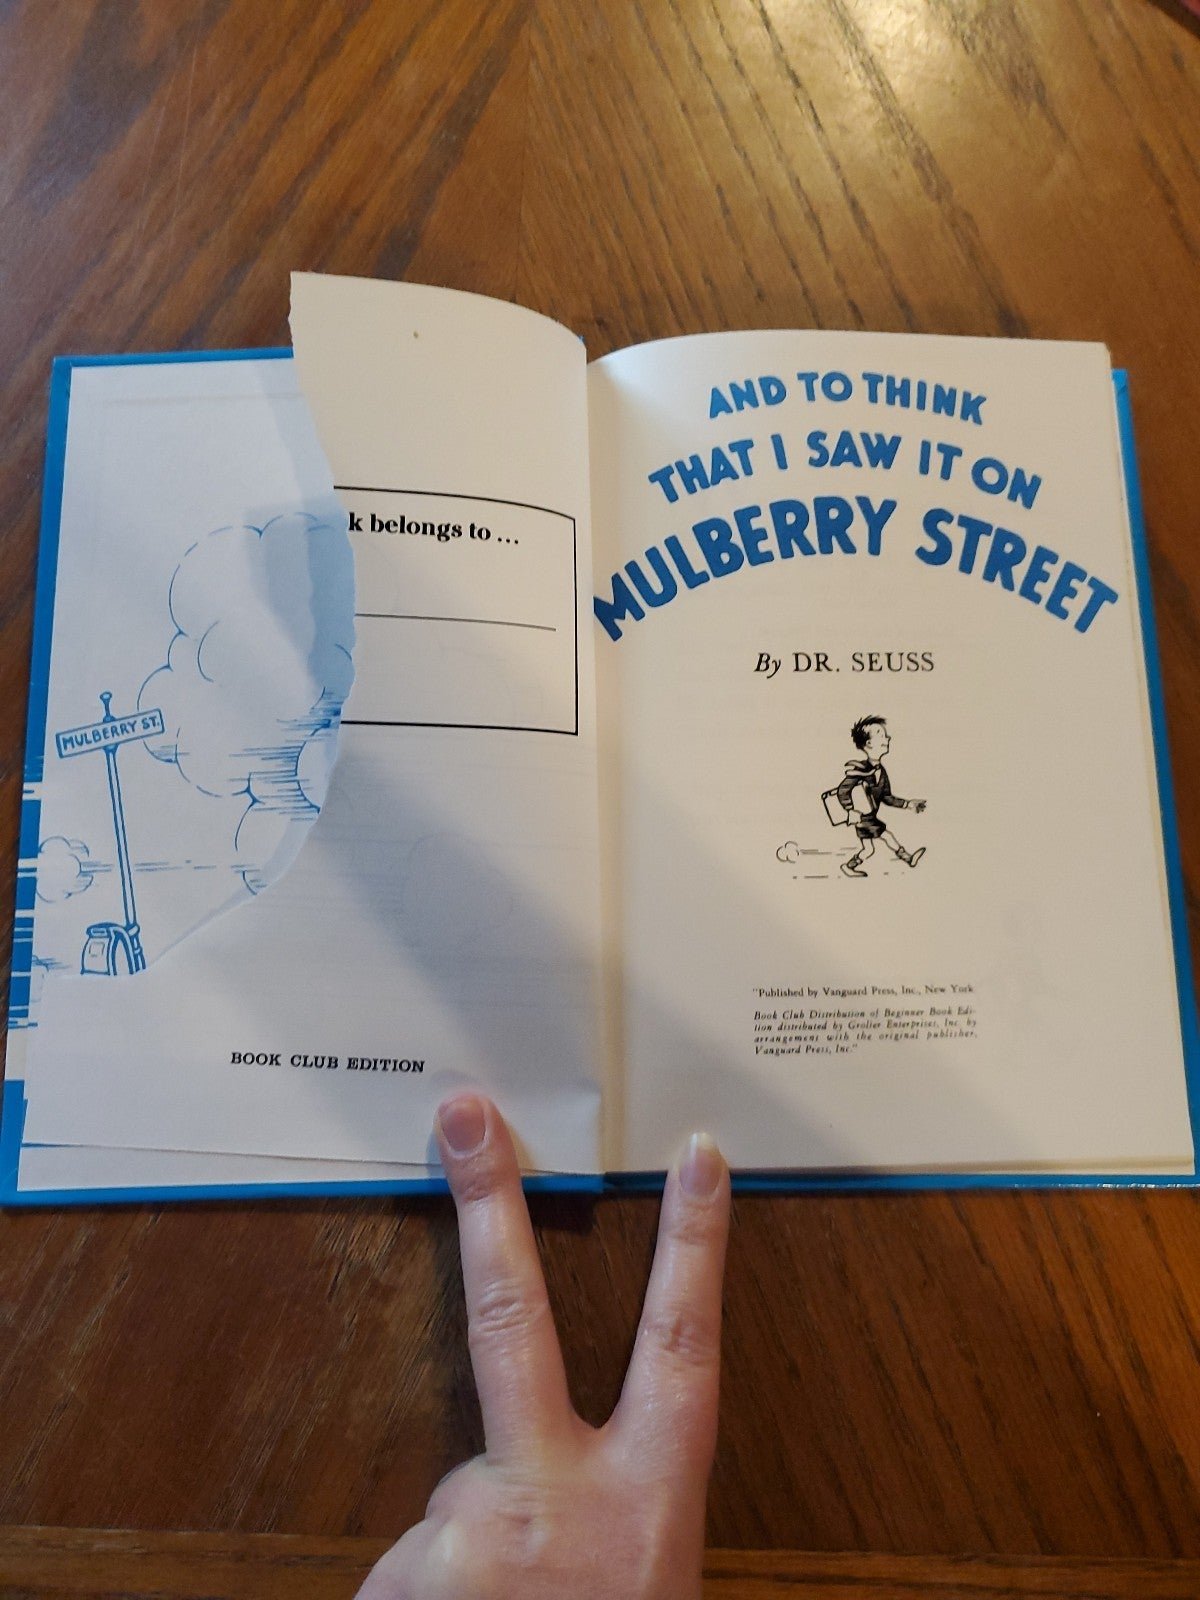 k belongs to ...
MULBERRY ST.
BOOK CLUB EDITION
AND TO THINK
THAT I SAW IT ON
MULBERRY STREET
By DR. SEUSS
"Published by Vanguard Press, Inc., New York
Book Club Distribution of Beginner Book Edi-
tion distributed by Grolier Enterprises, Inc. by
arrangement with the original publisher,
Vanguard Press, Inc."